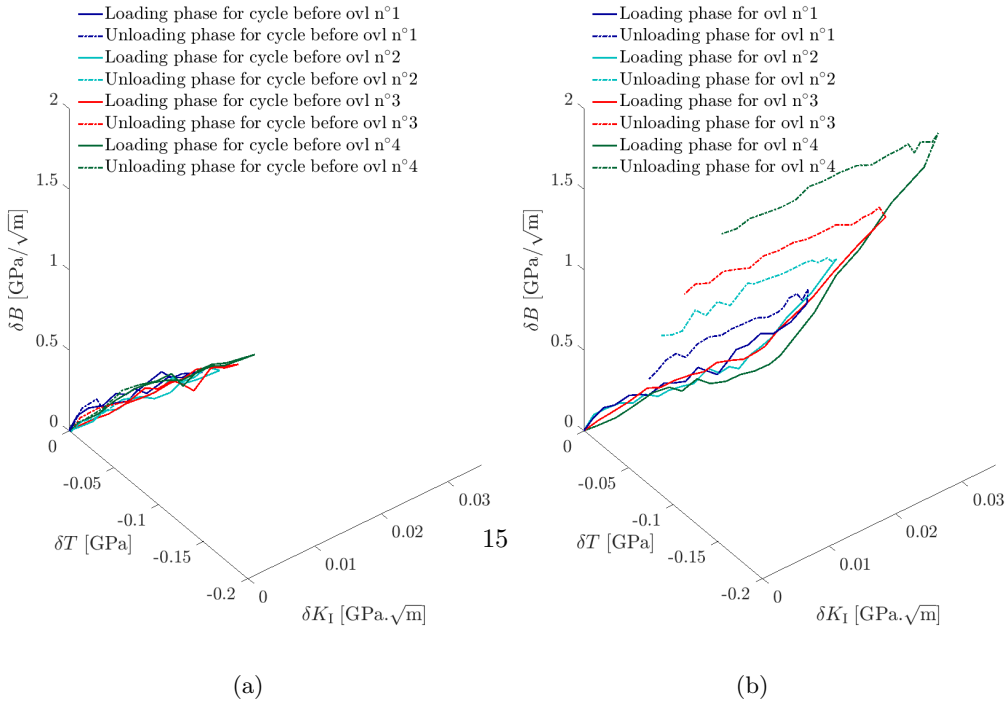 Loading phase for cycle before ovl n°1
Unloading phase for cycle before ovl n°1
Loading phase for cycle before ovl n°2
Unloading phase for cycle before ovl n°2
Loading phase for cycle before ovl n°3
Unloading phase for cycle before ovl n°3
Loading phase for cycle before ovl n°4
Unloading phase for cycle before ovl n°4
2
1.5
1
0.5
0
δB [GPa/√m]
0
-0.05
-0.1
-0.15
-0.2
δT [GPa]
0
0.01
0.02
0.03
δK_I [GPa.√m]
(a)
15
Loading phase for ovl n°1
Unloading phase for ovl n°1
Loading phase for ovl n°2
Unloading phase for ovl n°2
Loading phase for ovl n°3
Unloading phase for ovl n°3
Loading phase for ovl n°4
Unloading phase for ovl n°4
2
1.5
1
0.5
0
δB [GPa/√m]
0
-0.05
-0.1
-0.15
-0.2
δT [GPa]
0
0.01
0.02
0.03
δK_I [GPa.√m]
(b)